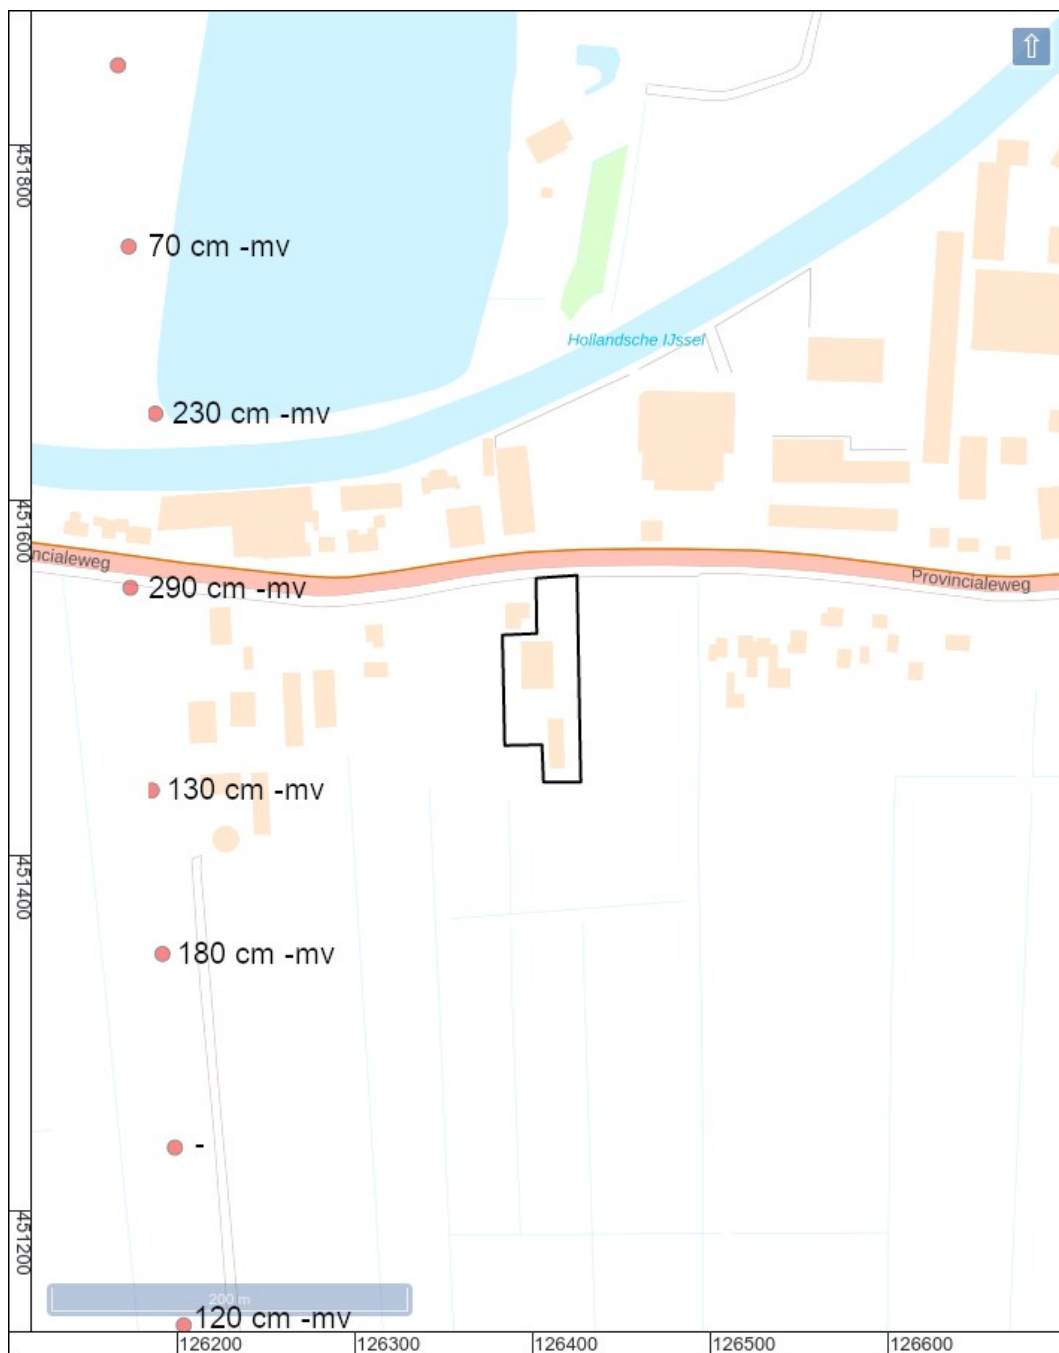 ⇧
451800
70 cm -mv
Hollandsche IJssel
230 cm -mv
451600
ncialeweg
Provincialeweg
290 cm -mv
130 cm -mv
451400
180 cm -mv
-
451200
200 m
120 cm -mv
126200
126300
126400
126500
126600